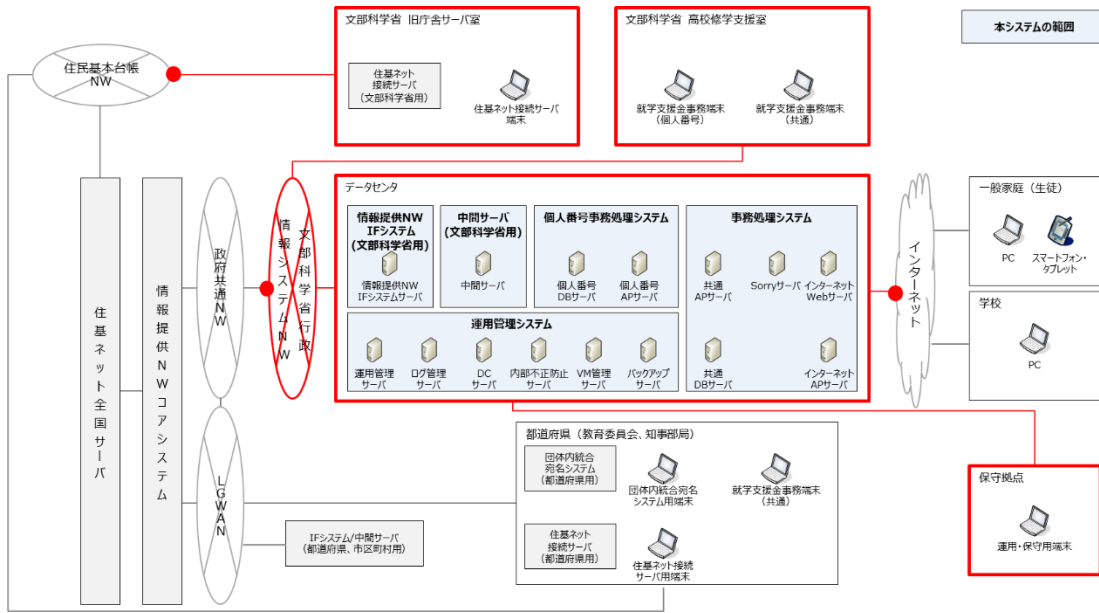 文部科学省 旧庁舎サーバ室
住基ネット
接続サーバ
(文部科学省用)
住基ネット接続サーバ
端末
文部科学省 高校修学支援室
就学支援金事務端末
(個人番号)
就学支援金事務端末
(共通)
本システムの範囲
住民基本台帳
NW
住基ネット全国サーバ
情報提供NWコアシステム
政府共通NW
文部科学省行政
情報システムNW
LGWAN
データセンタ
情報提供NW
IFシステム
(文部科学省用)
情報提供NW
IFシステムサーバ
中間サーバ
(文部科学省用)
中間サーバ
個人番号事務処理システム
個人番号
DBサーバ
個人番号
APサーバ
事務処理システム
共通
APサーバ
Sorryサーバ
インターネット
Webサーバ
共通
DBサーバ
インターネット
APサーバ
運用管理システム
運用管理
サーバ
ログ管理
サーバ
DC
サーバ
内部不正防止
サーバ
VM管理
サーバ
バックアップ
サーバ
インターネット
一般家庭(生徒)
PC
スマートフォン・
タブレット
学校
PC
都道府県(教育委員会、知事部局)
団体内統合
宛名システム
(都道府県用)
団体内統合宛名
システム用端末
就学支援金事務端末
(共通)
住基ネット
接続サーバ
(都道府県用)
住基ネット接続
サーバ用端末
IFシステム/中間サーバ
(都道府県、市区町村用)
保守拠点
運用・保守用端末